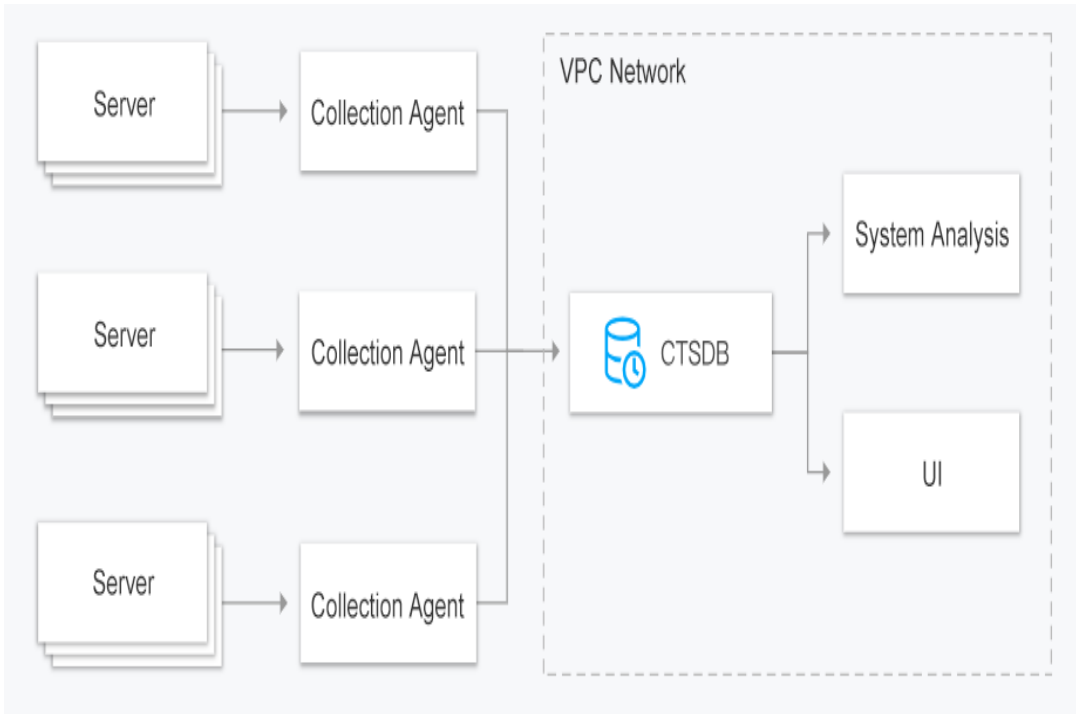 VPC Network
Server
Collection Agent
System Analysis
Server
Collection Agent
CTSDB
UI
Server
Collection Agent